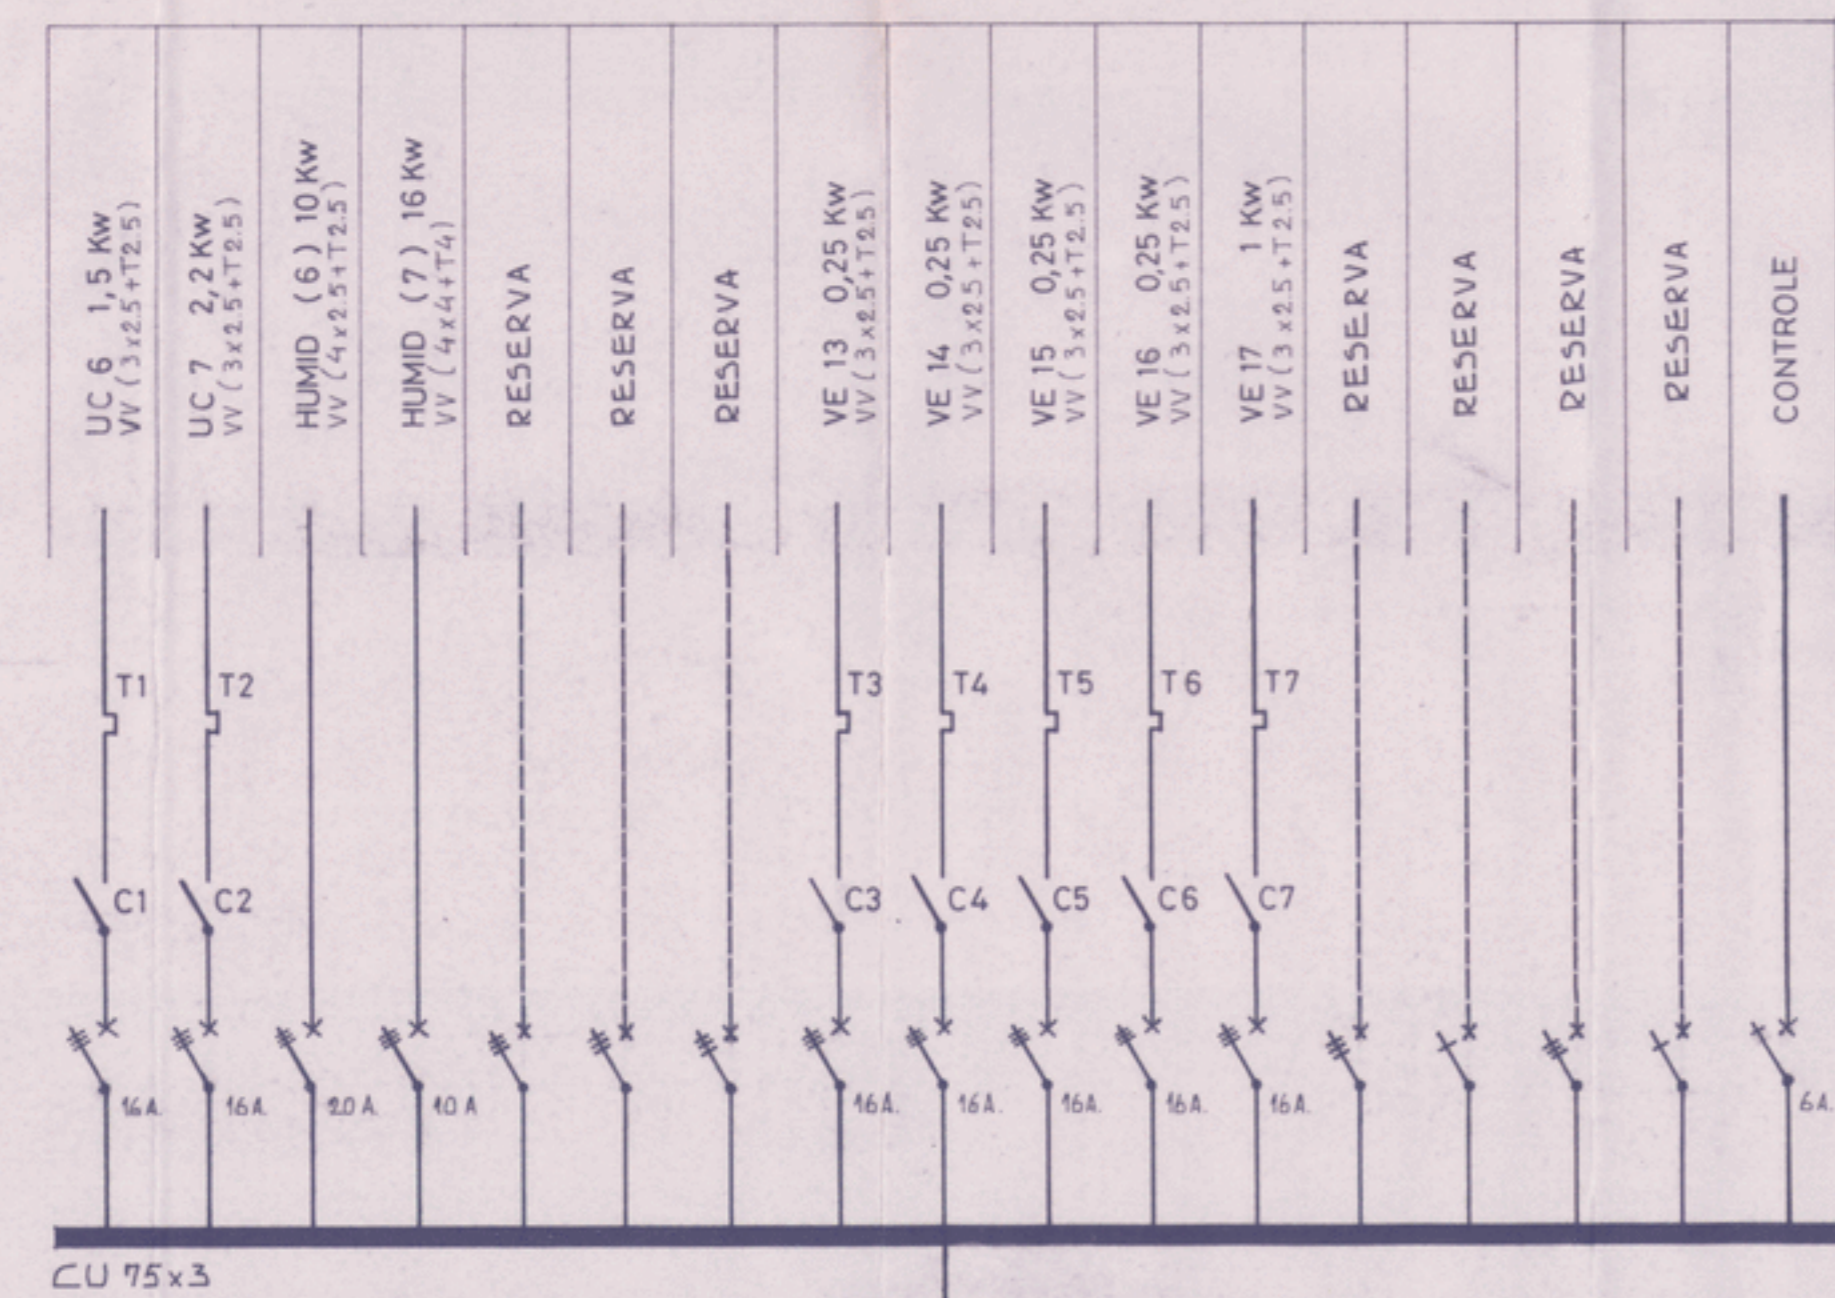 UC 6 1,5 Kw
VV (3x2.5+T2.5)
UC 7 2,2 Kw
VV (3x2.5+T2.5)
HUMID (6) 10 Kw
VV (4x2.5+T2.5)
HUMID (7) 16 Kw
VV (4x4+T4)
RESERVA
RESERVA
RESERVA
VE 13 0,25 Kw
VV (3x2.5+T2.5)
VE 14 0,25 Kw
VV (3x25+T25)
VE 15 0,25 Kw
VV (3x2.5+T2.5)
VE 16 0,25 Kw
VV (3x2.5+T2.5)
VE 17 1 Kw
VV (3x2.5+T2.5)
RESERVA
RESERVA
RESERVA
RESERVA
CONTROLE
T1 T2 T3 T4 T5 T6 T7
C1 C2 C3 C4 C5 C6 C7
16A. 16A. 20A. 10A 16A. 16A. 16A. 16A. 16A. 6A.
CU 75x3